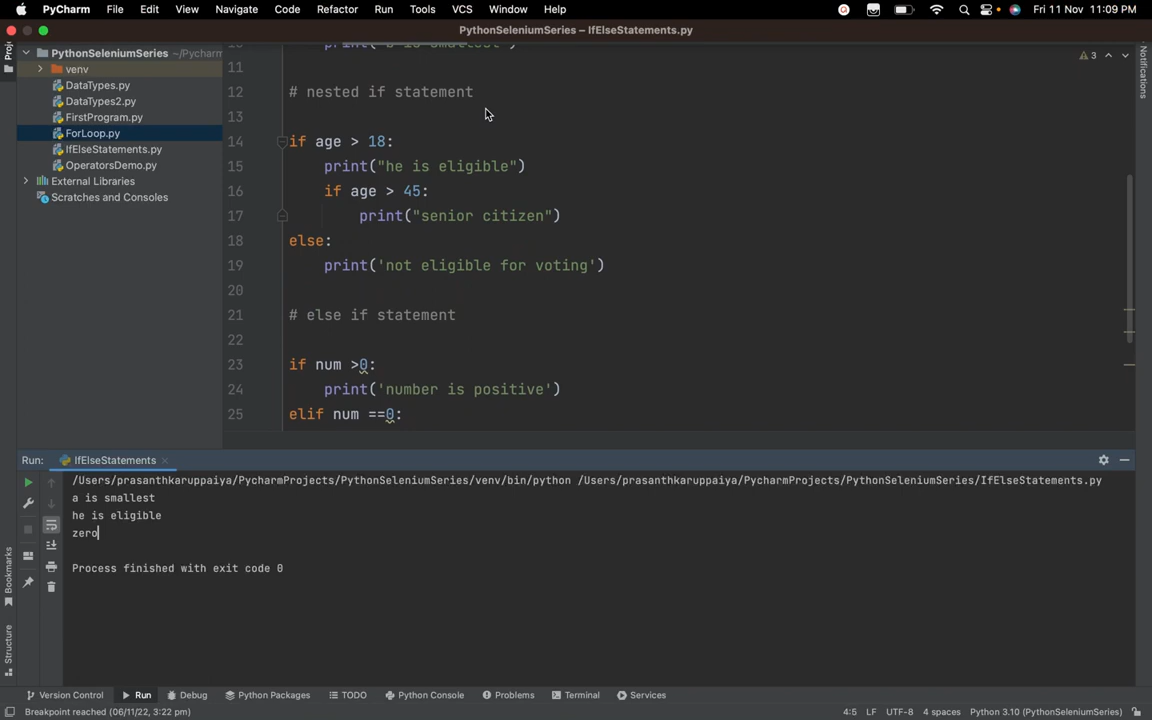 PyCharm File Edit View Navigate Code Refactor Run Tools VCS Window Help Fri 11 Nov 11:09 PM
PythonSeleniumSeries – IfElseStatements.py
PythonSeleniumSeries ~/Pycharm
venv
DataTypes.py
DataTypes2.py
FirstProgram.py
ForLoop.py
IfElseStatements.py
OperatorsDemo.py
External Libraries
Scratches and Consoles
3
11
12 # nested if statement
13
14 if age > 18:
15 print("he is eligible")
16 if age > 45:
17 print("senior citizen")
18 else:
19 print('not eligible for voting')
20
21 # else if statement
22
23 if num >0:
24 print('number is positive')
25 elif num ==0:
Notifications
Bookmarks
Structure
Run: IfElseStatements
/Users/prasanthkaruppaiya/PycharmProjects/PythonSeleniumSeries/venv/bin/python /Users/prasanthkaruppaiya/PycharmProjects/PythonSeleniumSeries/IfElseStatements.py
a is smallest
he is eligible
zero
Process finished with exit code 0
Version Control Run Debug Python Packages TODO Python Console Problems Terminal Services
Breakpoint reached (06/11/22, 3:22 pm) 4:5 LF UTF-8 4 spaces Python 3.10 (PythonSeleniumSeries)